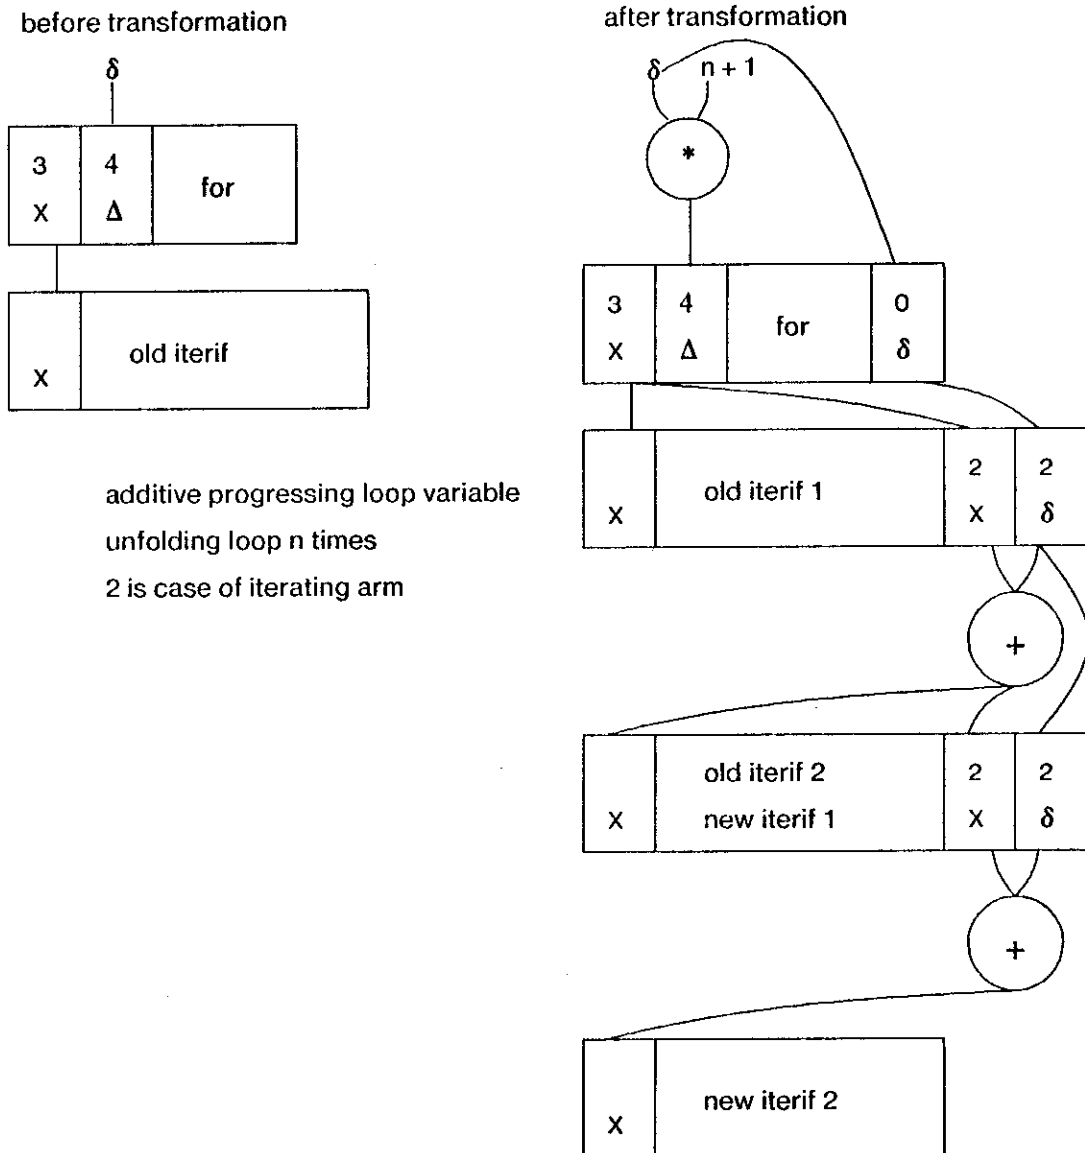 before transformation
δ
3 4
for
X Δ
old iterif
X
additive progressing loop variable
unfolding loop n times
2 is case of iterating arm
after transformation
δ n + 1
*
3 4 0
for
X Δ δ
2 2
old iterif 1
X X δ
+
old iterif 2 2 2
X new iterif 1 X δ
+
new iterif 2
X